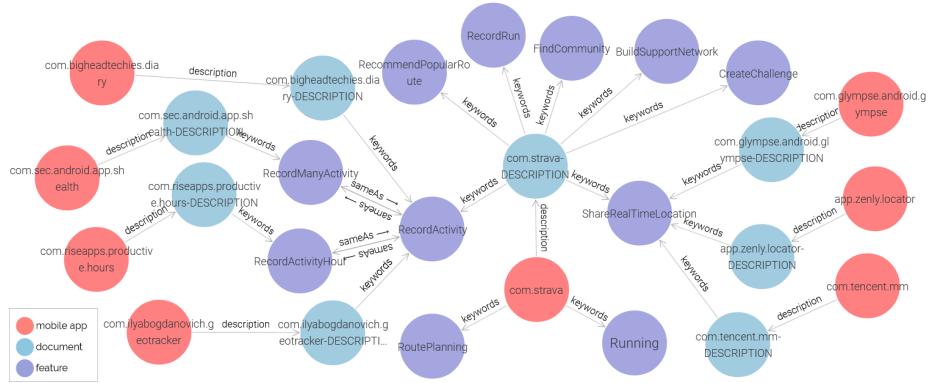 RecordRun
FindCommunity
BuildSupportNetwork
RecommendPopularRo
ute
CreateChallenge
com.bigheadtechies.dia
ry
description
com.bigheadtechies.dia
ry-DESCRIPTION
keywords
keywords
keywords
keywords
keywords
com.glympse.android.g
lympse
description
com.glympse.android.gl
ympse-DESCRIPTION
keywords
com.sec.android.app.sh
ealth-DESCRIPTION
description
keywords
com.sec.android.app.sh
ealth
keywords
com.strava-
DESCRIPTION
keywords
keywords
RecordManyActivity
com.riseapps.productiv
e.hours-DESCRIPTION
sameAs
sameAs
ShareRealTimeLocation
app.zenly.locator
description
keywords
description
keywords
description
RecordActivity
com.riseapps.productiv
e.hours
sameAs
sameAs
RecordActivityHour
app.zenly.locator-
DESCRIPTION
keywords
keywords
com.strava
com.tencent.mm
description
com.ilyabogdanovich.g
eotracker
description
com.ilyabogdanovich.g
eotracker-DESCRIPTI...
keywords
keywords
RoutePlanning
Running
com.tencent.mm-
DESCRIPTION
mobile app
document
feature